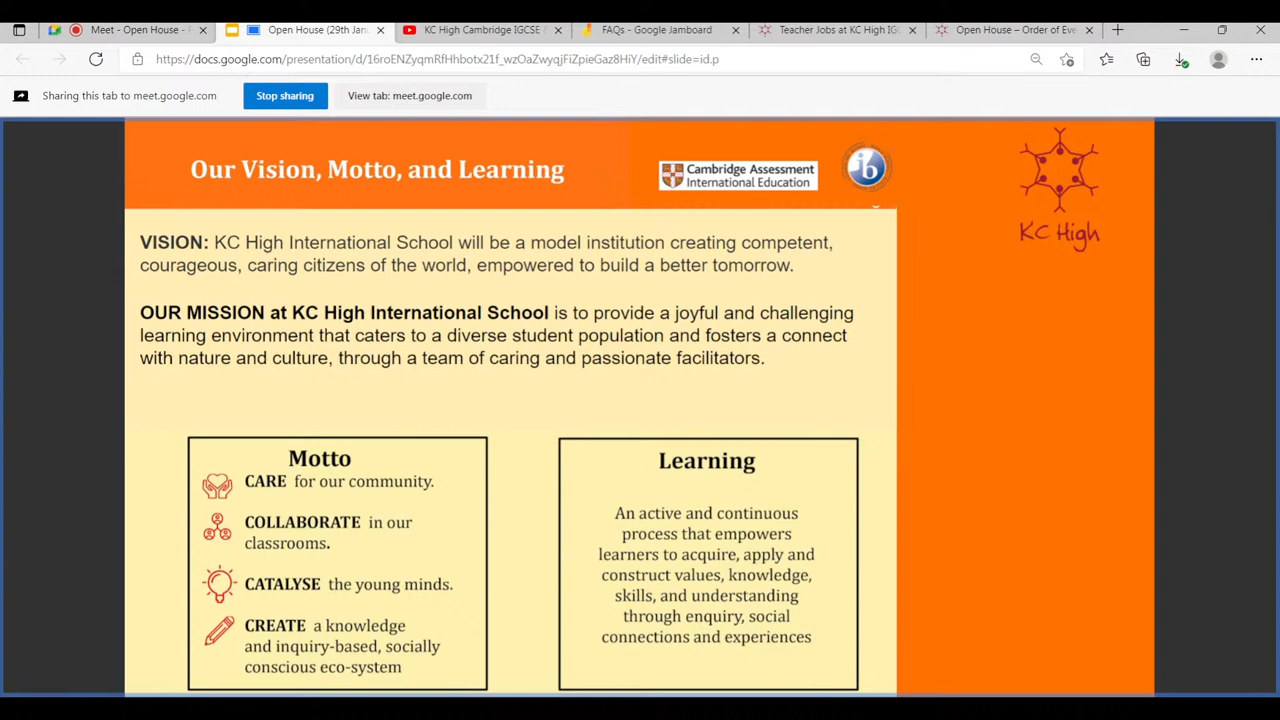 Meet - Open House - F
Open House (29th Janu
KC High Cambridge IGCSE &
FAQs - Google Jamboard
Teacher Jobs at KC High IGC
Open House – Order of Eve
https://docs.google.com/presentation/d/16roENZyqmRfHhbotx21f_wzOaZwyqjFiZpieGaz8HiY/edit#slide=id.p
Sharing this tab to meet.google.com
Stop sharing
View tab: meet.google.com
Our Vision, Motto, and Learning
Cambridge Assessment
International Education
ib
KC High
VISION: KC High International School will be a model institution creating competent,
courageous, caring citizens of the world, empowered to build a better tomorrow.
OUR MISSION at KC High International School is to provide a joyful and challenging
learning environment that caters to a diverse student population and fosters a connect
with nature and culture, through a team of caring and passionate facilitators.
Motto
CARE for our community.
COLLABORATE in our
classrooms.
CATALYSE the young minds.
CREATE a knowledge
and inquiry-based, socially
conscious eco-system
Learning
An active and continuous
process that empowers
learners to acquire, apply and
construct values, knowledge,
skills, and understanding
through enquiry, social
connections and experiences